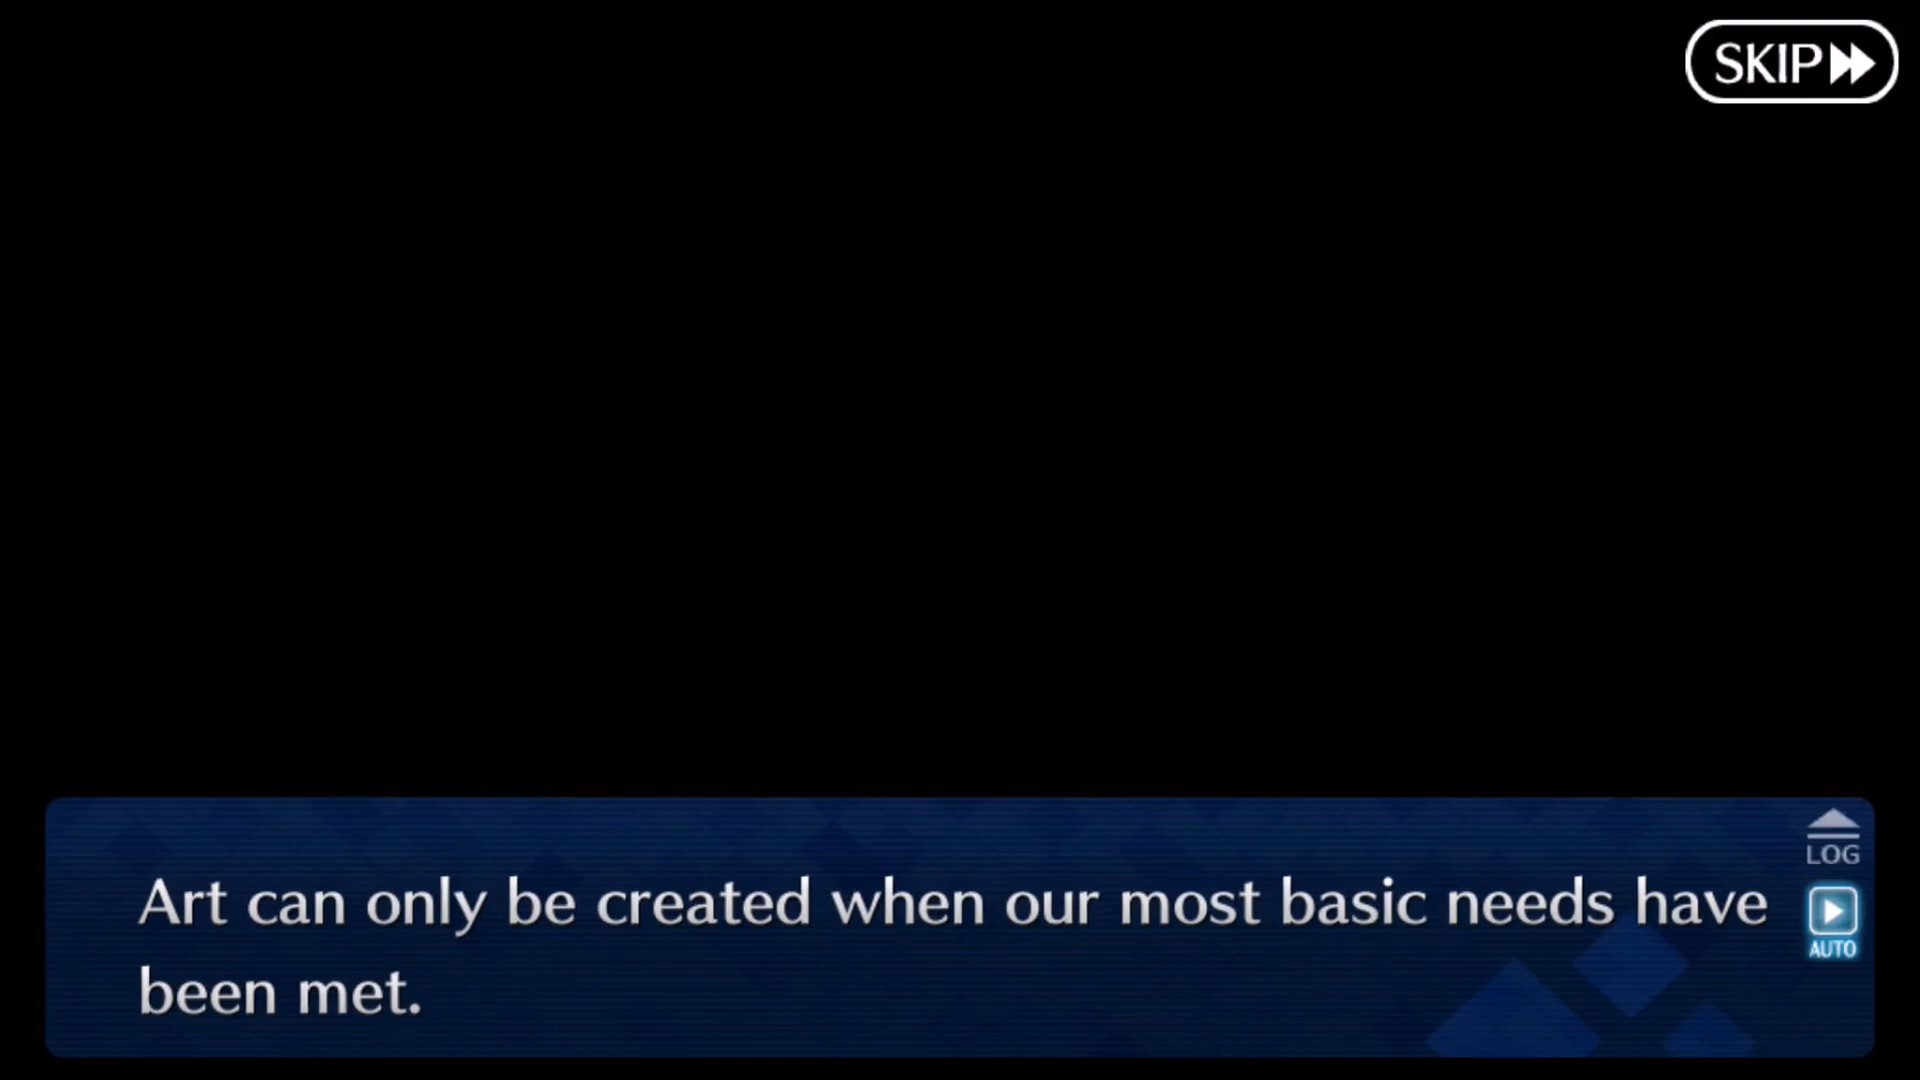 SKIP
LOG
Art can only be created when our most basic needs have
been met.
AUTO